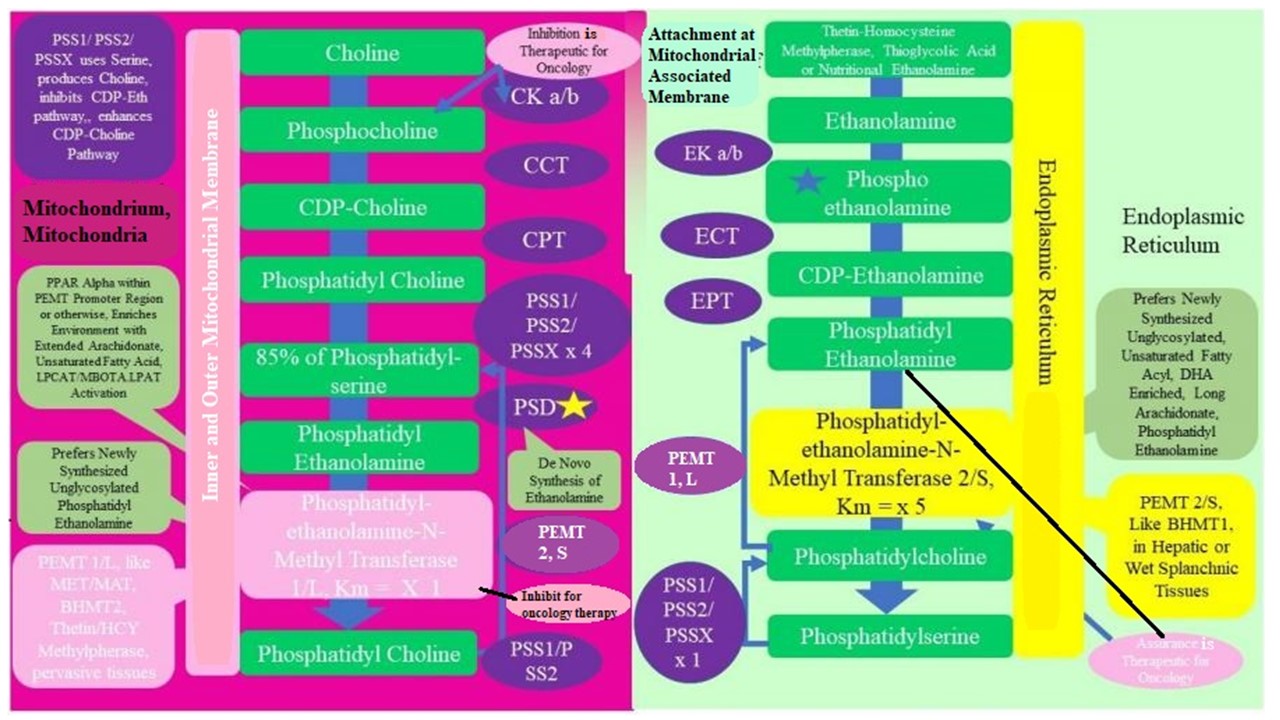 PSS1/ PSS2/
PSSX uses Serine,
produces Choline,
inhibits CDP-Eth
pathway,, enhances
CDP-Choline
Pathway
Mitochondrium,
Mitochondria
PPAR Alpha within
PEMT Promoter Region
or otherwise, Enriches
Environment with
Extended Arachidonate,
Unsaturated Fatty Acid,
LPCAT/MBOTA.LPAT
Activation
Prefers Newly
Synthesized
Unglycosylated
Phosphatidyl
Ethanolamine
PEMT 1/L, like
MET/MAT,
BHMT2,
Thetin/HCY
Methylpherase,
pervasive tissues
Inner and Outer Mitochondrial Membrane
Choline
Phosphocholine
CDP-Choline
Phosphatidyl Choline
85% of Phosphatidyl-
serine
Phosphatidyl
Ethanolamine
Phosphatidyl-
ethanolamine-N-
Methyl Transferase
1/L, Km = X 1
Phosphatidyl Choline
Inhibition is
Therapeutic for
Oncology
CK a/b
CCT
CPT
PSS1/
PSS2/
PSSX x 4
PSD
De Novo
Synthesis of
Ethanolamine
PEMT
2, S
Inhibit for
oncology therapy
PSS1/P
SS2
Attachment at
Mitochondrial
Associated
Membrane
;
EK a/b
ECT
EPT
PEMT
1, L
PSS1/
PSS2/
PSSX
x 1
Thetin-Homocysteine
Methylpherase, Thioglycolic Acid
or Nutritional Ethanolamine
Ethanolamine
Phospho
ethanolamine
CDP-Ethanolamine
Phosphatidyl
Ethanolamine
Phosphatidyl-
ethanolamine-N-
Methyl Transferase 2/S,
Km = x 5
Phosphatidylcholine
Phosphatidylserine
Endoplasmic Reticulum
Endoplasmic
Reticulum
Prefers Newly
Synthesized
Unglycosylated,
Unsaturated Fatty
Acyl, DHA
Enriched, Long
Arachidonate,
Phosphatidyl
Ethanolamine
PEMT 2/S,
Like BHMT1,
in Hepatic or
Wet Splanchnic
Tissues
Assurance is
Therapeutic for
Oncology